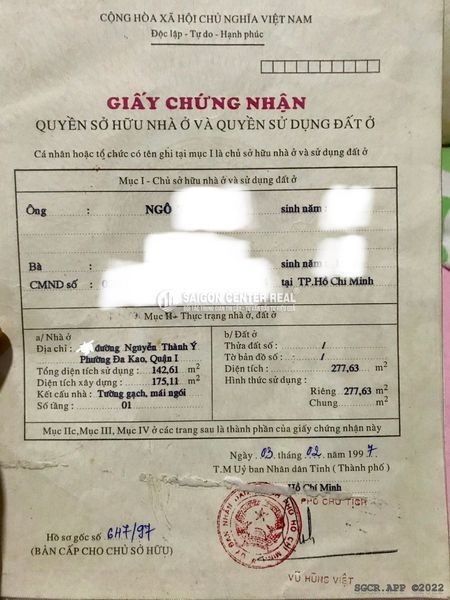 CỘNG HÒA XÃ HỘI CHỦ NGHĨA VIỆT NAM
Độc lập - Tự do - Hạnh phúc
GIẤY CHỨNG NHẬN
QUYỀN SỞ HỮU NHÀ Ở VÀ QUYỀN SỬ DỤNG ĐẤT Ở
Cá nhân hoặc tổ chức có tên ghi tại mục I là chủ sở hữu nhà ở và sử dụng đất ở
Mục I - Chủ sở hữu nhà ở và sử dụng đất ở
Ông : NGÔ sinh năm :
Bà : sinh năm
CMND số : tại TP.Hồ Chí Minh
SAIGON CENTER REAL
Mục II - Thực trạng nhà ở, đất ở
a/ Nhà ở
Địa chỉ : đường Nguyễn Thành Ý
Phường Đa Kao, Quận I
Tổng diện tích sử dụng : 142,61 m2
Diện tích xây dựng : 175,11 m2
Kết cấu nhà : Tường gạch, mái ngói
Số tầng : 01
b/ Đất ở
Thửa đất số : /
Tờ bản đồ số : /
Diện tích : 277,63 m2
Hình thức sử dụng :
Riêng 277,63 m2
Chung m2
Mục IIc, Mục III, Mục IV ở các trang sau là thành phần của giấy chứng nhận này
Ngày 03 tháng 02 năm 1997
T.M Uỷ ban Nhân dân Tỉnh ( Thành phố )
Hồ Chí Minh
PHÓ CHỦ TỊCH
Hồ sơ gốc số 647/97
(BẢN CẤP CHO CHỦ SỞ HỮU)
VŨ HÙNG VIỆT
SGCR.APP ©2022